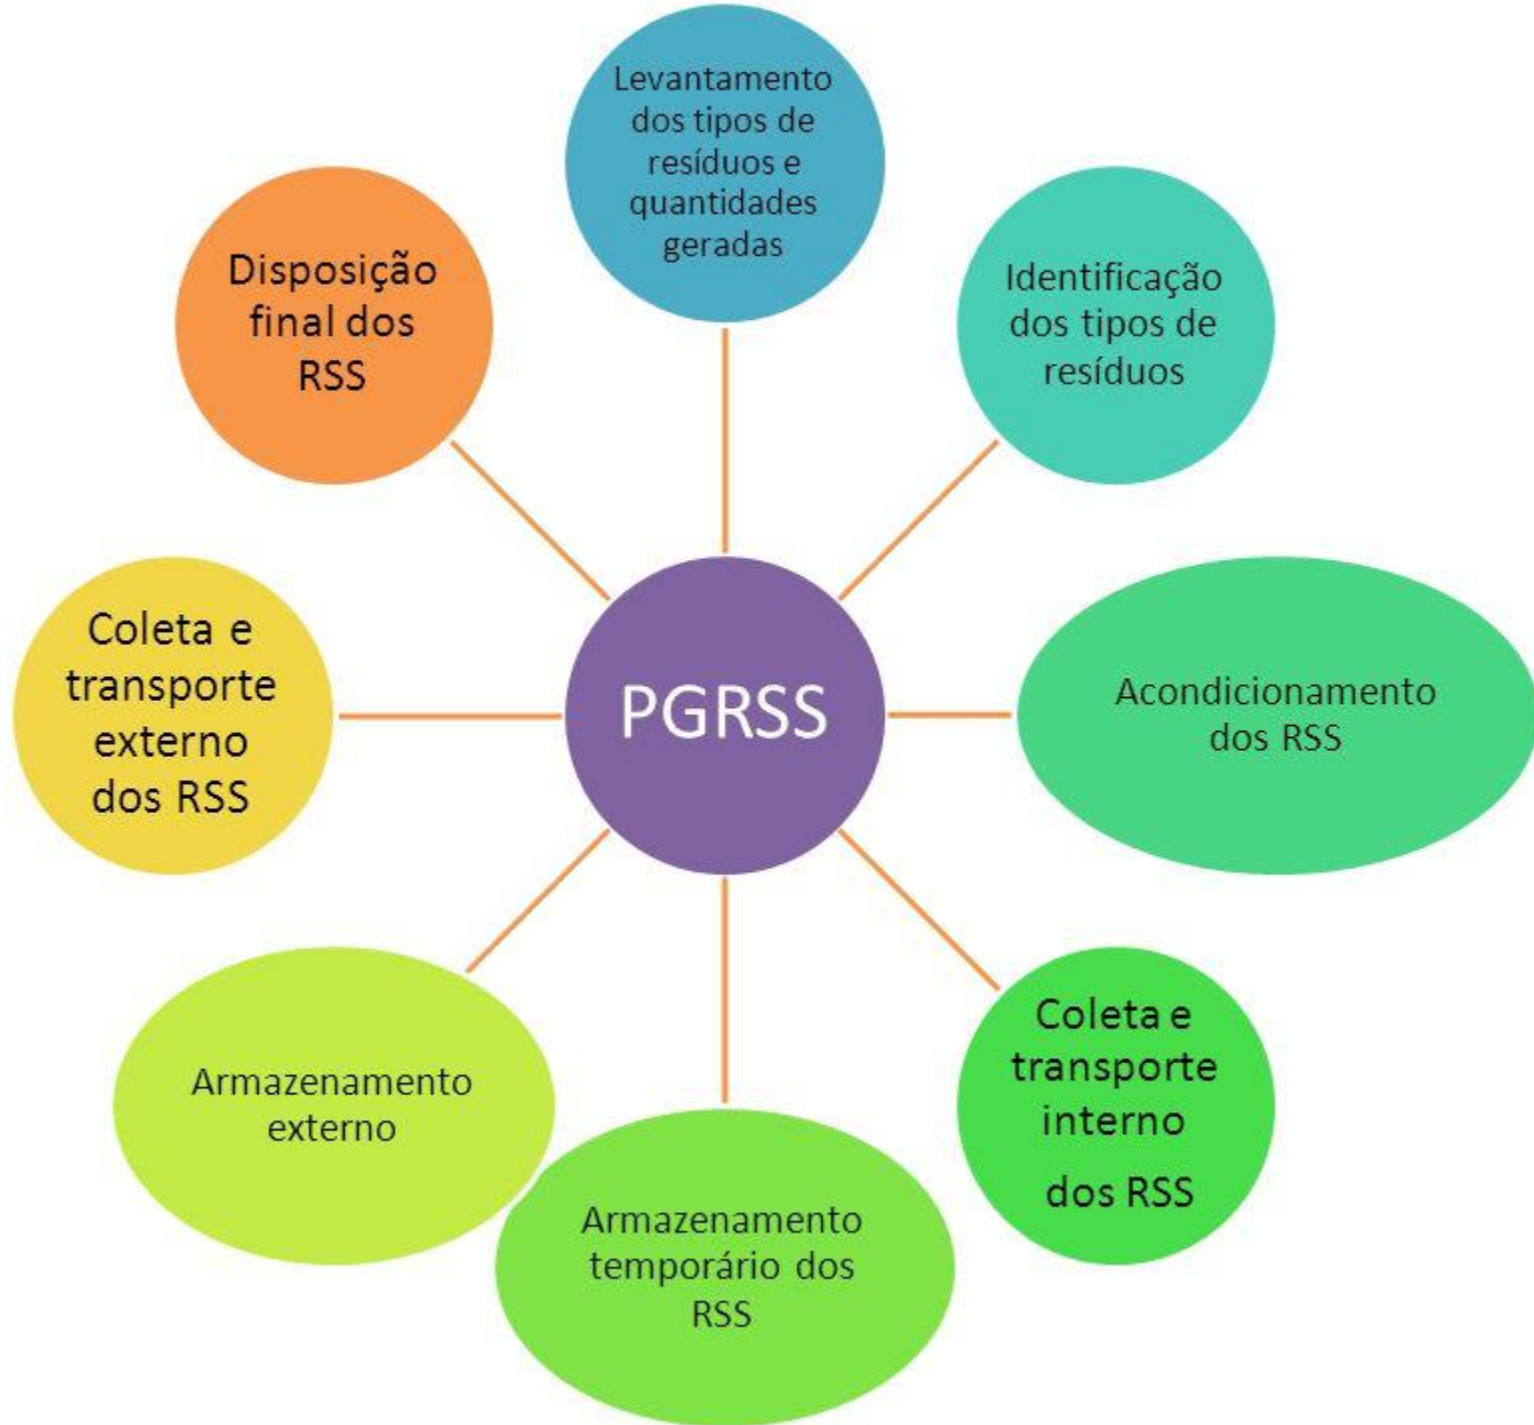 Levantamento
dos tipos de
resíduos e
quantidades
geradas
Identificação
dos tipos de
resíduos
Acondicionamento
dos RSS
Coleta e
transporte
interno
dos RSS
Armazenamento
temporário dos
RSS
Armazenamento
externo
Coleta e
transporte
externo
dos RSS
Disposição
final dos
RSS
PGRSS